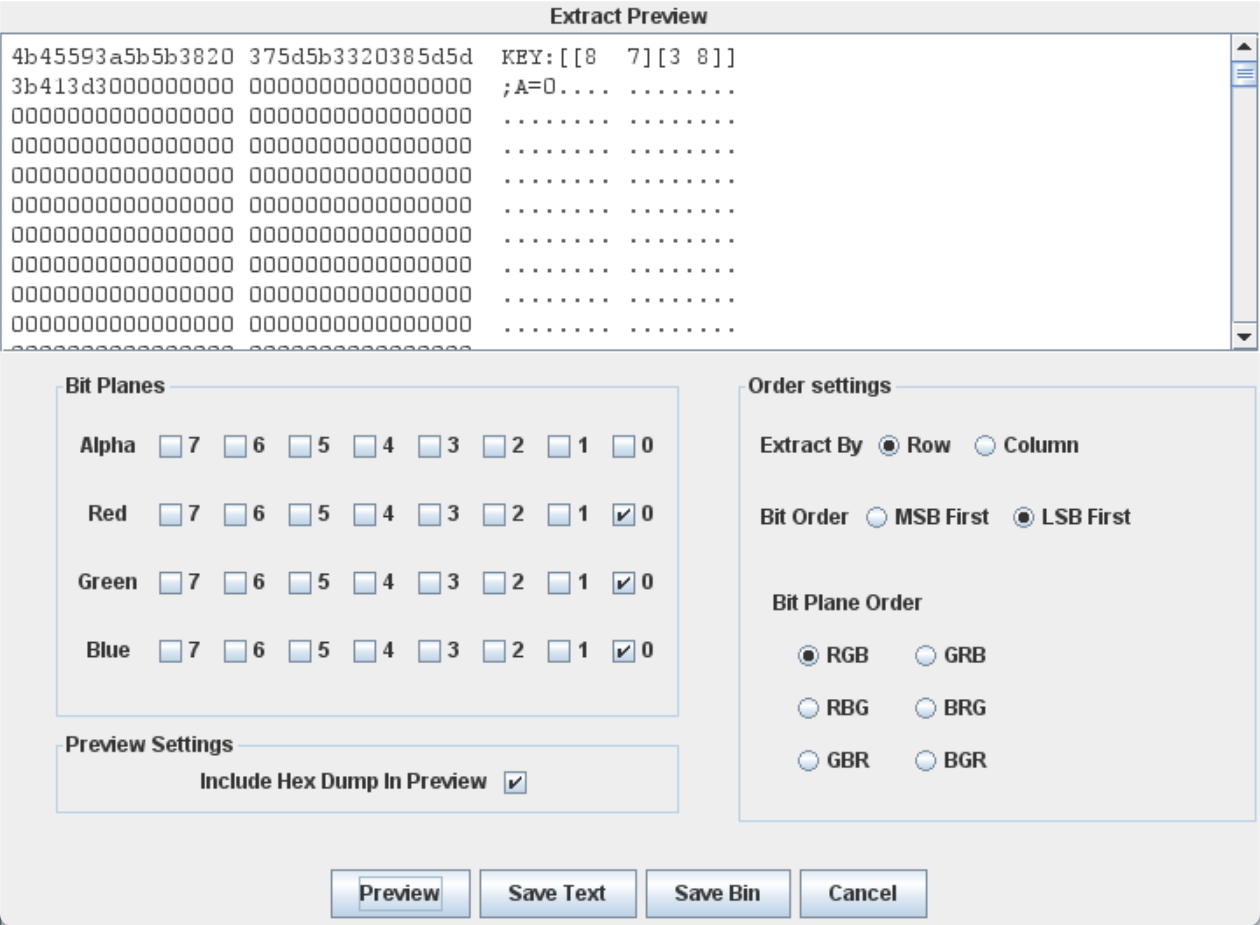 Extract Preview
4b45593a5b5b3820 375d5b3320385d5d KEY:[[8 7][3 8]]
3b413d3000000000 0000000000000000 ;A=0.... ........
0000000000000000 0000000000000000 ........ ........
0000000000000000 0000000000000000 ........ ........
0000000000000000 0000000000000000 ........ ........
0000000000000000 0000000000000000 ........ ........
0000000000000000 0000000000000000 ........ ........
0000000000000000 0000000000000000 ........ ........
0000000000000000 0000000000000000 ........ ........
0000000000000000 0000000000000000 ........ ........
Bit Planes
Alpha 7 6 5 4 3 2 1 0
Red 7 6 5 4 3 2 1 0
Green 7 6 5 4 3 2 1 0
Blue 7 6 5 4 3 2 1 0
Preview Settings
Include Hex Dump In Preview
Order settings
Extract By Row Column
Bit Order MSB First LSB First
Bit Plane Order
RGB GRB
RBG BRG
GBR BGR
Preview Save Text Save Bin Cancel